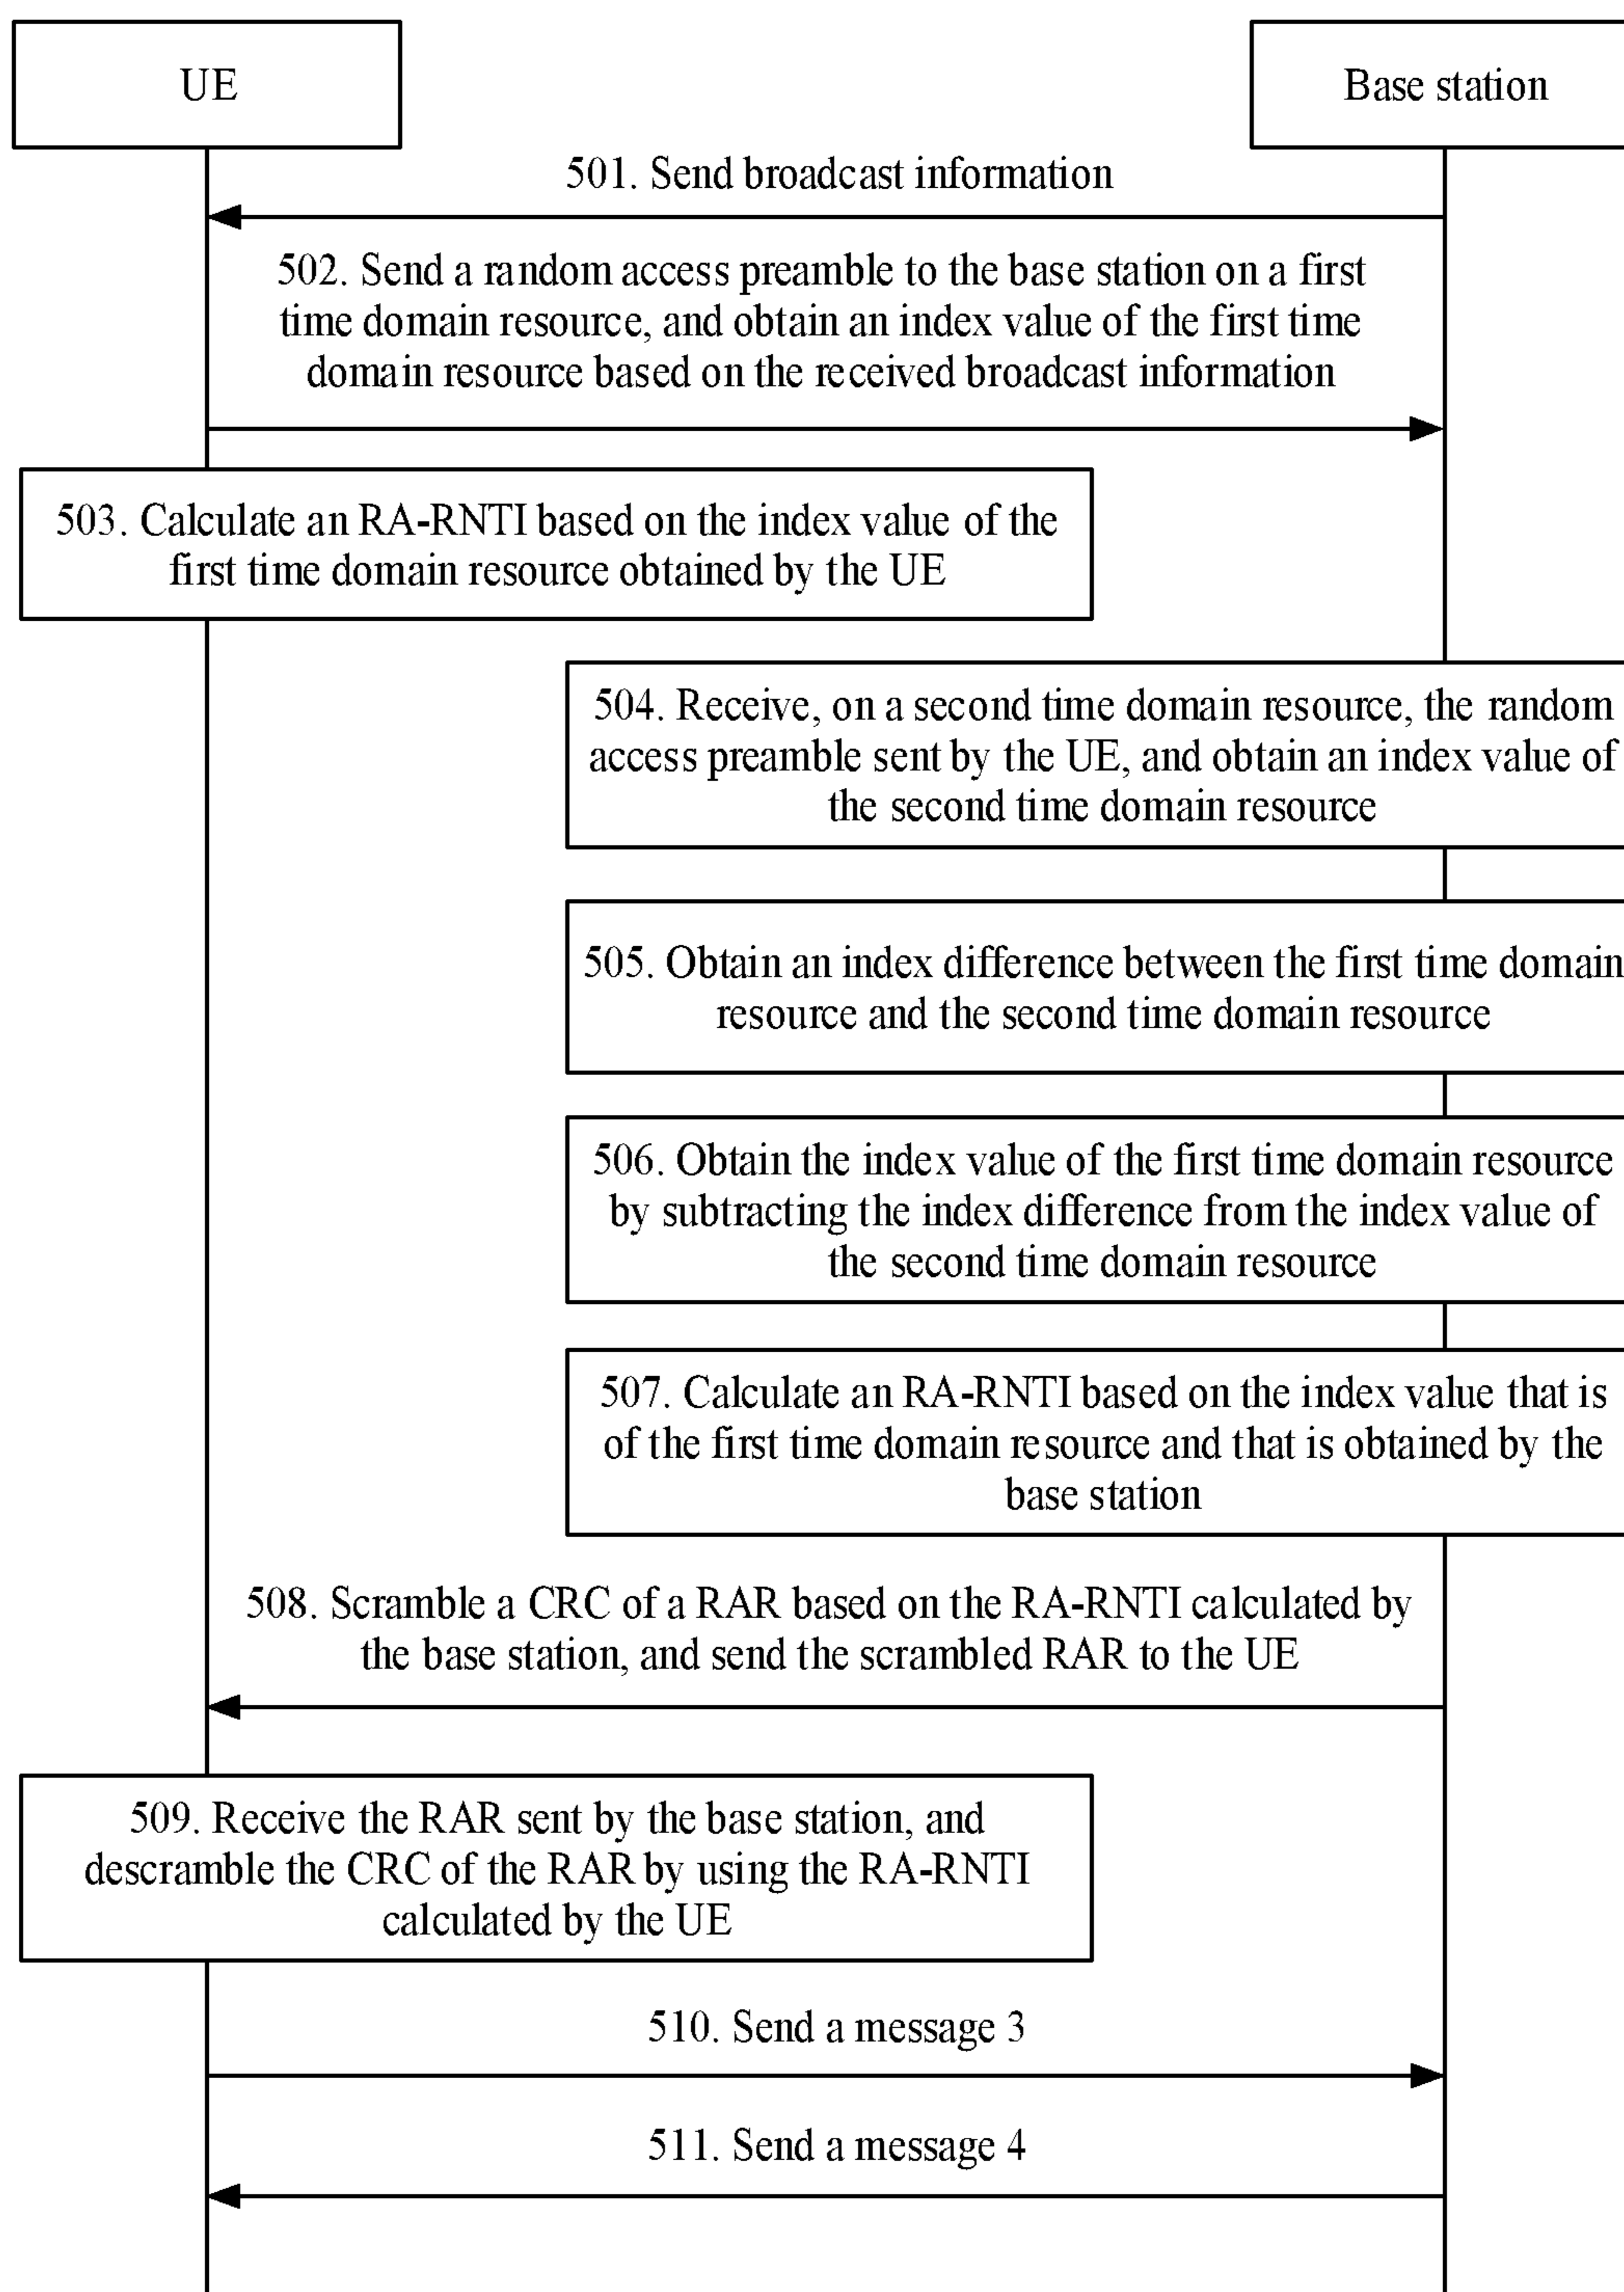 UE
Base station
501. Send broadcast information
502. Send a random access preamble to the base station on a first
time domain resource, and obtain an index value of the first time
domain resource based on the received broadcast information
503. Calculate an RA-RNTI based on the index value of the
first time domain resource obtained by the UE
504. Receive, on a second time domain resource, the random
access preamble sent by the UE, and obtain an index value of
the second time domain resource
505. Obtain an index difference between the first time domain
resource and the second time domain resource
506. Obtain the index value of the first time domain resource
by subtracting the index difference from the index value of
the second time domain resource
507. Calculate an RA-RNTI based on the index value that is
of the first time domain resource and that is obtained by the
base station
508. Scramble a CRC of a RAR based on the RA-RNTI calculated by
the base station, and send the scrambled RAR to the UE
509. Receive the RAR sent by the base station, and
descramble the CRC of the RAR by using the RA-RNTI
calculated by the UE
510. Send a message 3
511. Send a message 4